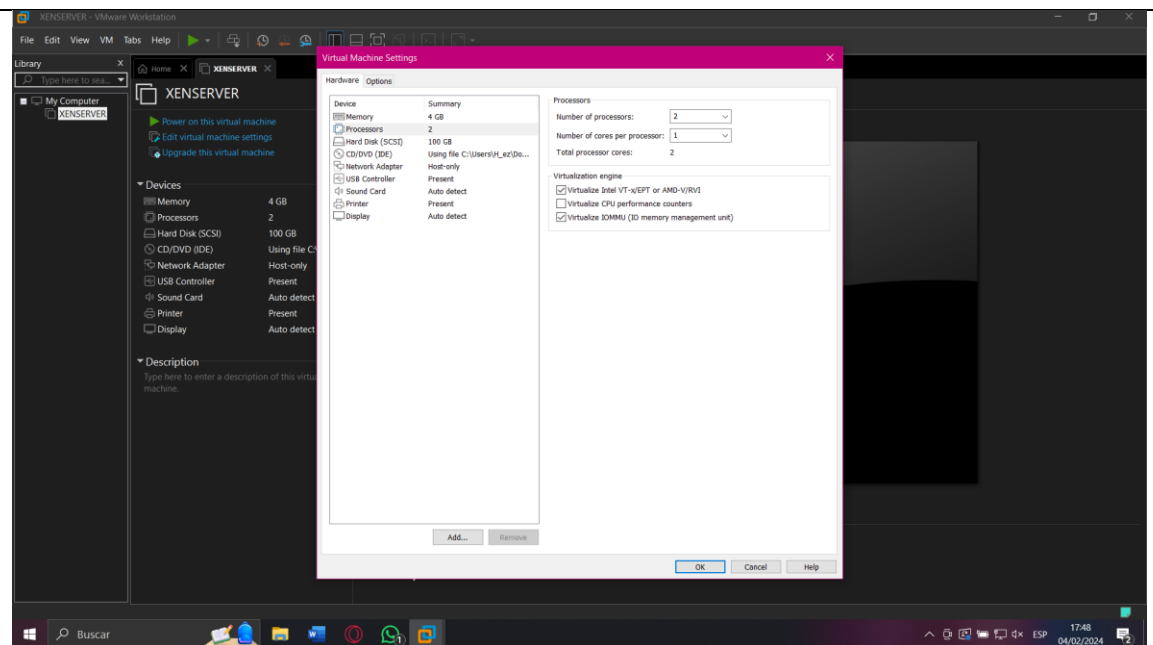 XENSERVER - VMware Workstation
File Edit View VM Tabs Help
Library X
Type here to sea...
My Computer
XENSERVER
Home X XENSERVER X
XENSERVER
Power on this virtual machine
Edit virtual machine settings
Upgrade this virtual machine
Devices
Memory 4 GB
Processors 2
Hard Disk (SCSI) 100 GB
CD/DVD (IDE) Using file C:\
Network Adapter Host-only
USB Controller Present
Sound Card Auto detect
Printer Present
Display Auto detect
Description
Type here to enter a description of this virtu
machine.
Virtual Machine Settings
Hardware Options
Device Summary
Memory 4 GB
Processors 2
Hard Disk (SCSI) 100 GB
CD/DVD (IDE) Using file C:\Users\H_ez\Do...
Network Adapter Host-only
USB Controller Present
Sound Card Auto detect
Printer Present
Display Auto detect
Add... Remove
Processors
Number of processors: 2
Number of cores per processor: 1
Total processor cores: 2
Virtualization engine
Virtualize Intel VT-x/EPT or AMD-V/RVI
Virtualize CPU performance counters
Virtualize IOMMU (IO memory management unit)
OK Cancel Help
Buscar
ESP
17:48
04/02/2024
2